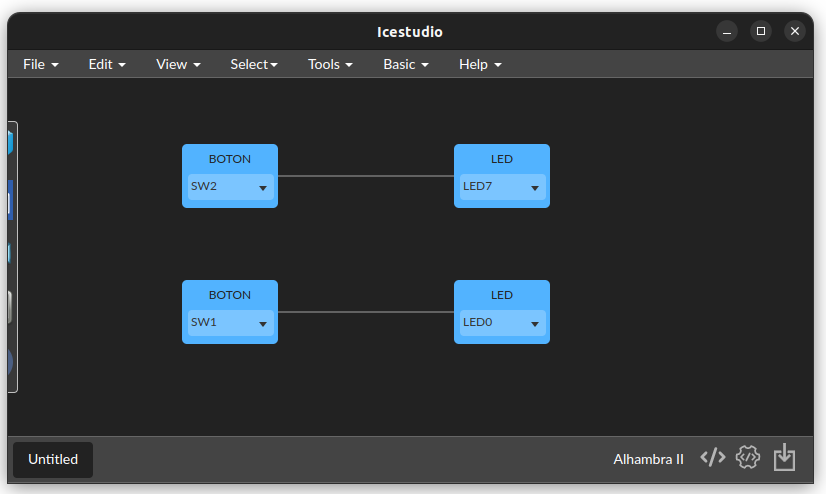 Icestudio
File Edit View Select Tools Basic Help
BOTON LED
SW2 LED7
BOTON LED
SW1 LED0
Untitled Alhambra II </>